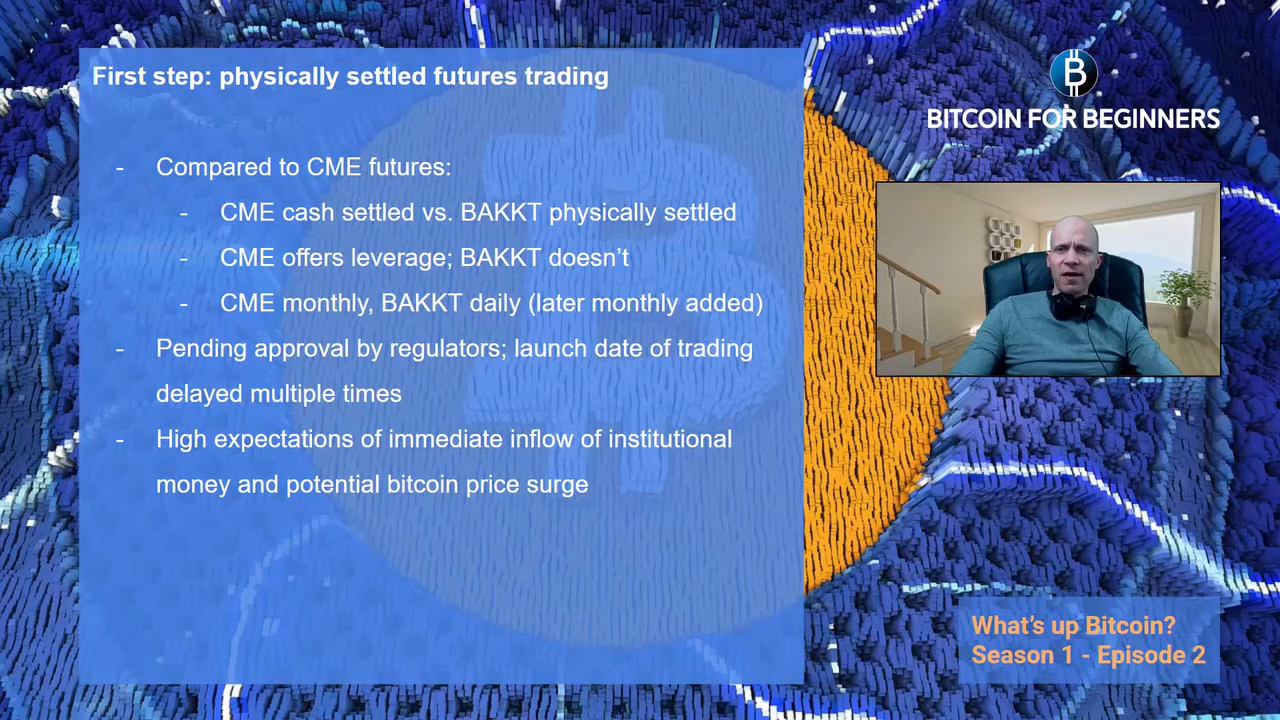 First step: physically settled futures trading
- Compared to CME futures:
- CME cash settled vs. BAKKT physically settled
- CME offers leverage; BAKKT doesn’t
- CME monthly, BAKKT daily (later monthly added)
- Pending approval by regulators; launch date of trading
delayed multiple times
- High expectations of immediate inflow of institutional
money and potential bitcoin price surge
BITCOIN FOR BEGINNERS
What’s up Bitcoin?
Season 1 - Episode 2